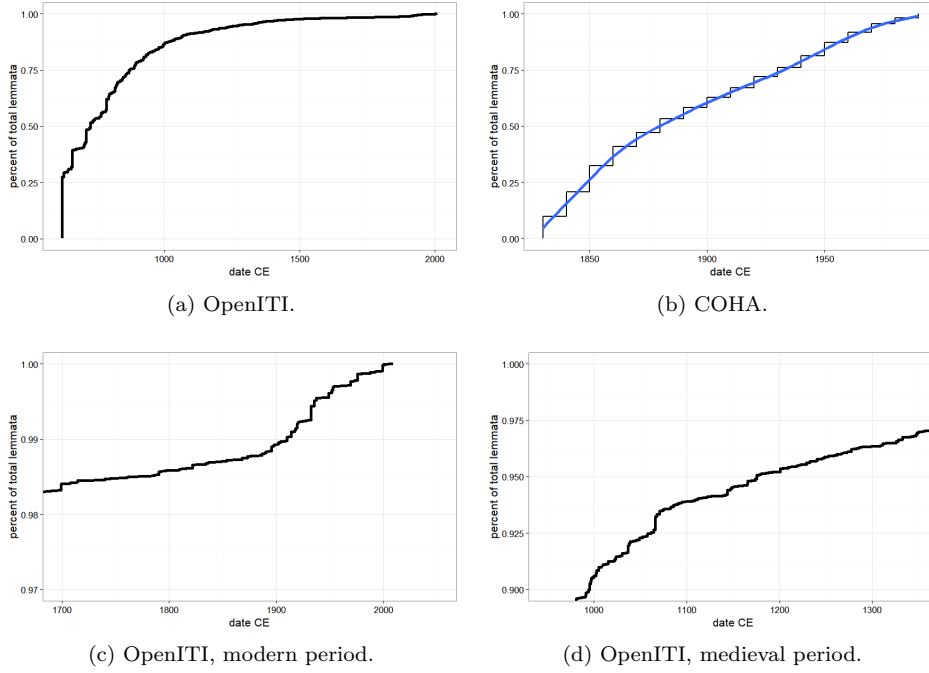 1.00
0.75
0.50
0.25
0.00
percent of total lemmata
1000
1500
2000
date CE
(a) OpenITI.
1.00
0.75
0.50
0.25
0.00
percent of total lemmata
1850
1900
1950
date CE
(b) COHA.
1.00
0.99
0.98
0.97
percent of total lemmata
1700
1800
1900
2000
date CE
(c) OpenITI, modern period.
1.000
0.975
0.950
0.925
0.900
percent of total lemmata
1000
1100
1200
1300
date CE
(d) OpenITI, medieval period.